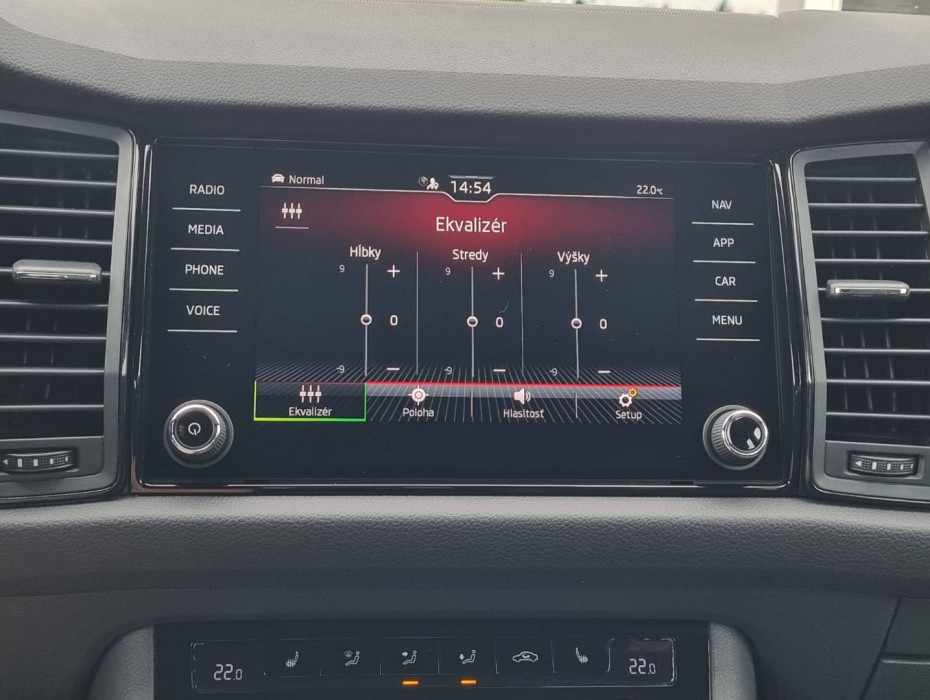 Normal
14:54
22.0°C
RADIO
MEDIA
PHONE
VOICE
Ekvalizér
Hĺbky
Stredy
Výšky
9 + 9 + 9 +
0 0 0
-9 − -9 − -9 −
Ekvalizér
Poloha
Hlasitosť
Setup
NAV
APP
CAR
MENU
22.0
22.0